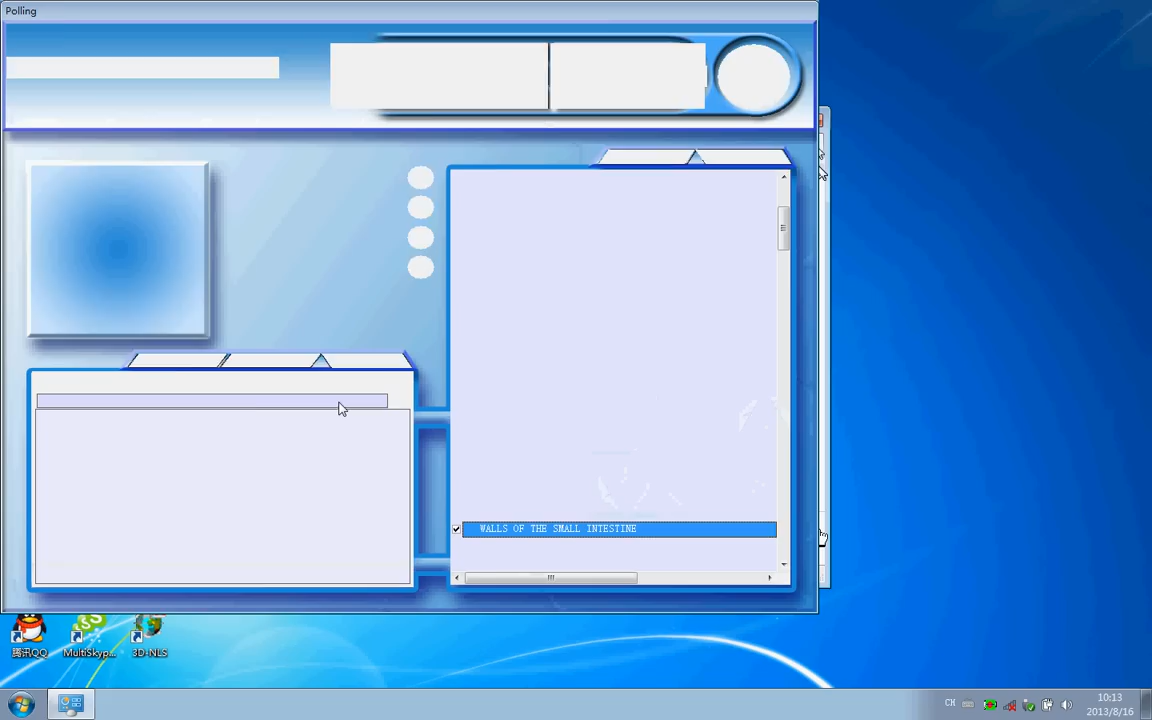 Polling
WALLS OF THE SMALL INTESTINE
腾讯QQ
MultiSkyp...
3D-NLS
CH
10:13
2013/8/16